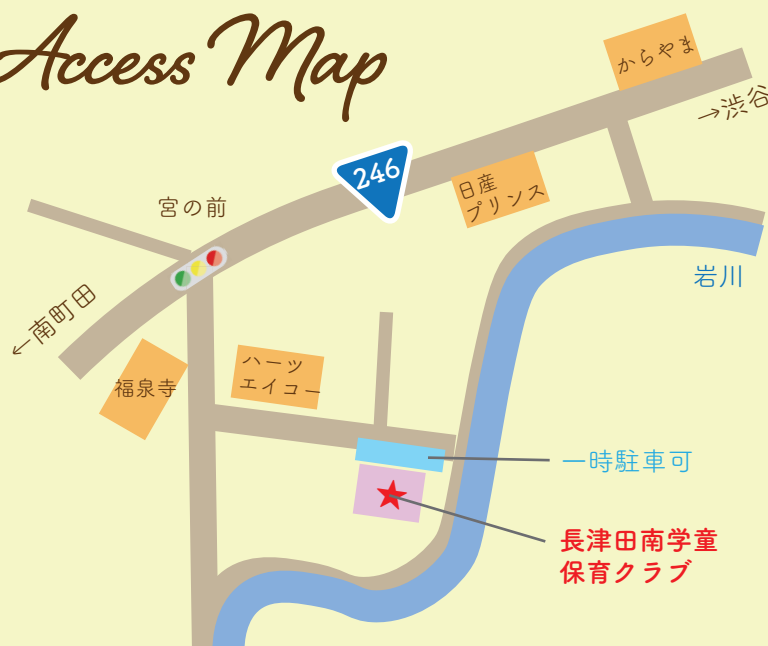 Access Map
からやま
→渋谷
246
日産
プリンス
宮の前
岩川
←南町田
ハーツ
エイコー
福泉寺
一時駐車可
長津田南学童
保育クラブ